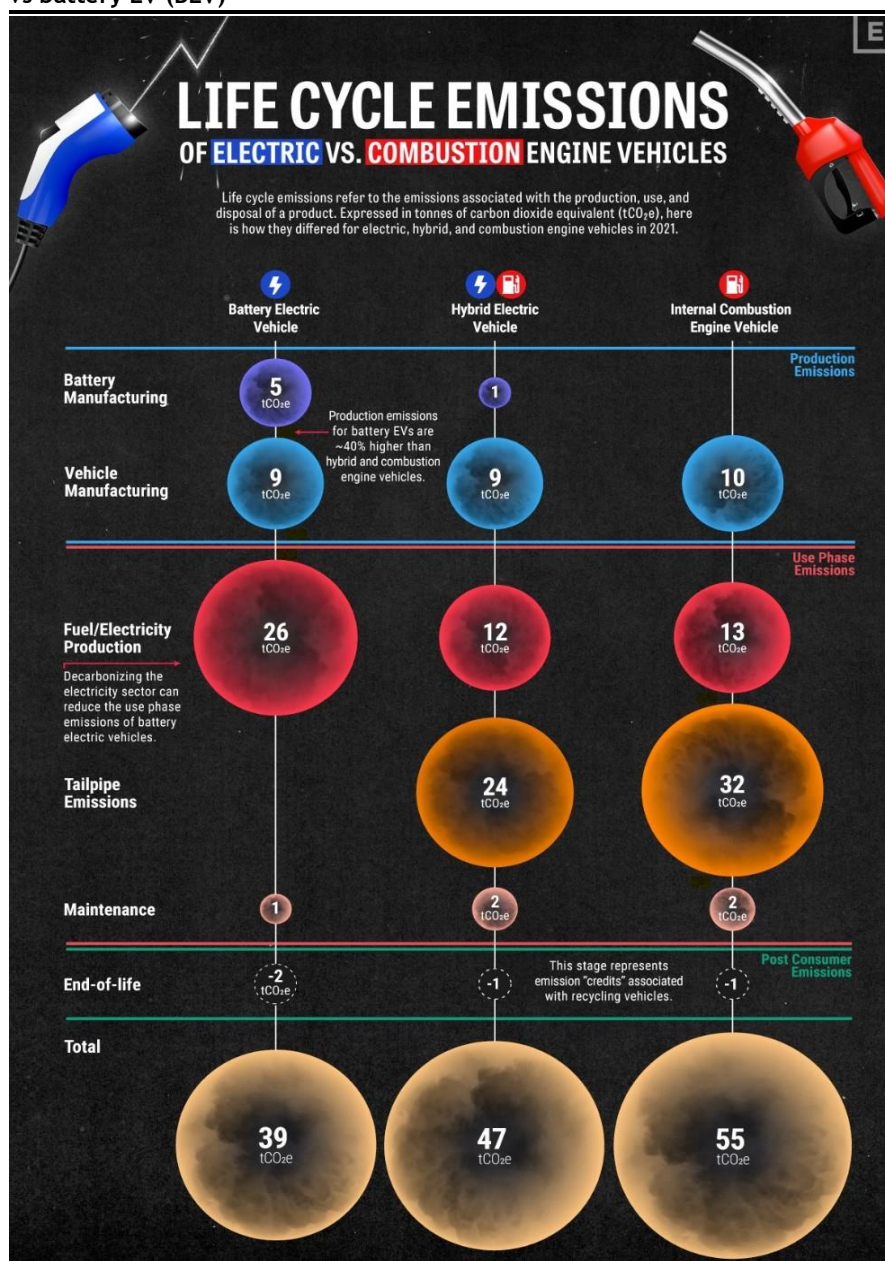 vs battery EV (BEV)
E
LIFE CYCLE EMISSIONS
OF ELECTRIC VS. COMBUSTION ENGINE VEHICLES
Life cycle emissions refer to the emissions associated with the production, use, and
disposal of a product. Expressed in tonnes of carbon dioxide equivalent (tCO₂e), here
is how they differed for electric, hybrid, and combustion engine vehicles in 2021.
Battery Electric
Vehicle
Hybrid Electric
Vehicle
Internal Combustion
Engine Vehicle
Production
Emissions
Battery
Manufacturing
5
tCO₂e
1
Production emissions
for battery EVs are
~40% higher than
hybrid and combustion
engine vehicles.
Vehicle
Manufacturing
9
tCO₂e
9
tCO₂e
10
tCO₂e
Use Phase
Emissions
Fuel/Electricity
Production
26
tCO₂e
12
tCO₂e
13
tCO₂e
Decarbonizing the
electricity sector can
reduce the use phase
emissions of battery
electric vehicles.
Tailpipe
Emissions
24
tCO₂e
32
tCO₂e
Maintenance
1
2
tCO₂e
2
tCO₂e
Post Consumer
Emissions
End-of-life
-2
tCO₂e
-1
This stage represents
emission "credits" associated
with recycling vehicles.
-1
Total
39
tCO₂e
47
tCO₂e
55
tCO₂e